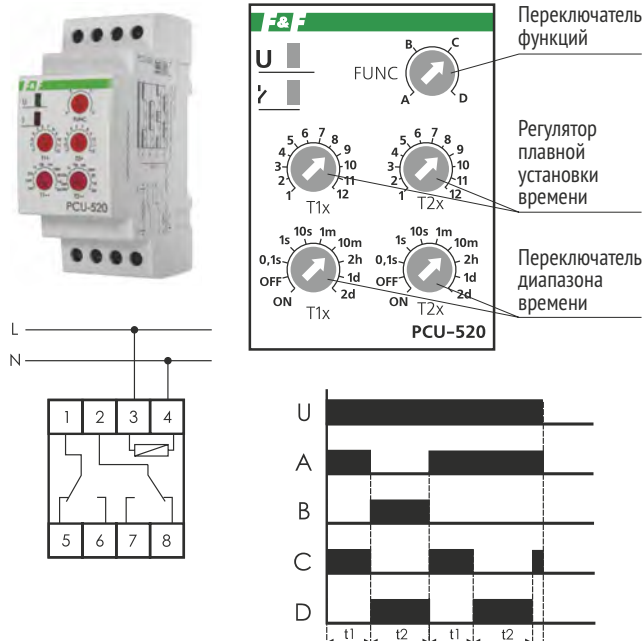 F&F
U
FUNC
A
B
C
D
Переключатель
функций
1
2
3
4
5
6
7
8
9
10
11
12
T1x
1
2
3
4
5
6
7
8
9
10
11
12
T2x
Регулятор
плавной
установки
времени
ON
OFF
0,1s
1s
10s
1m
10m
2h
1d
2d
T1x
ON
OFF
0,1s
1s
10s
1m
10m
2h
1d
2d
T2x
Переключатель
диапазона
времени
PCU-520
F&F
U
FUNC
PCU-520
L
N
1 2 3 4
5 6 7 8
U
A
B
C
D
t1 t2 t1 t2